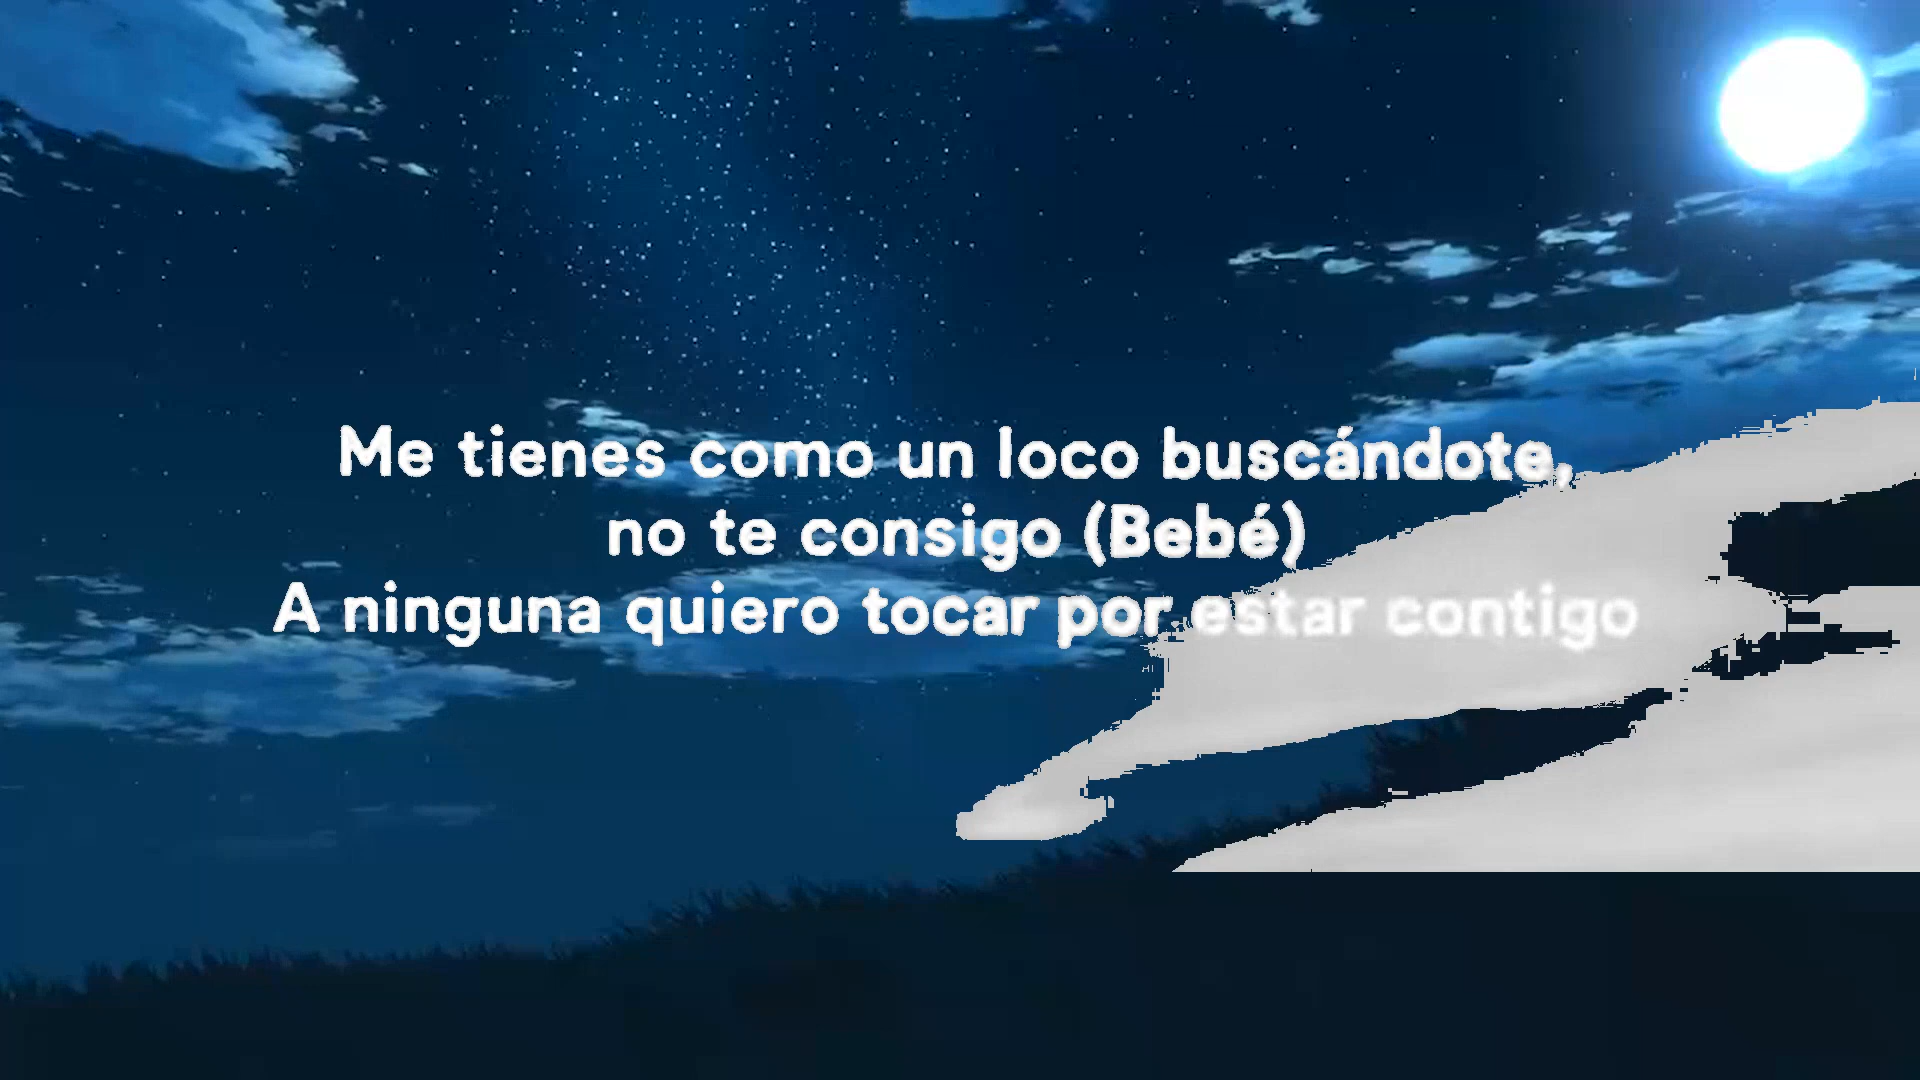 Me tienes como un loco buscándote,
no te consigo (Bebé)
A ninguna quiero tocar por estar contigo